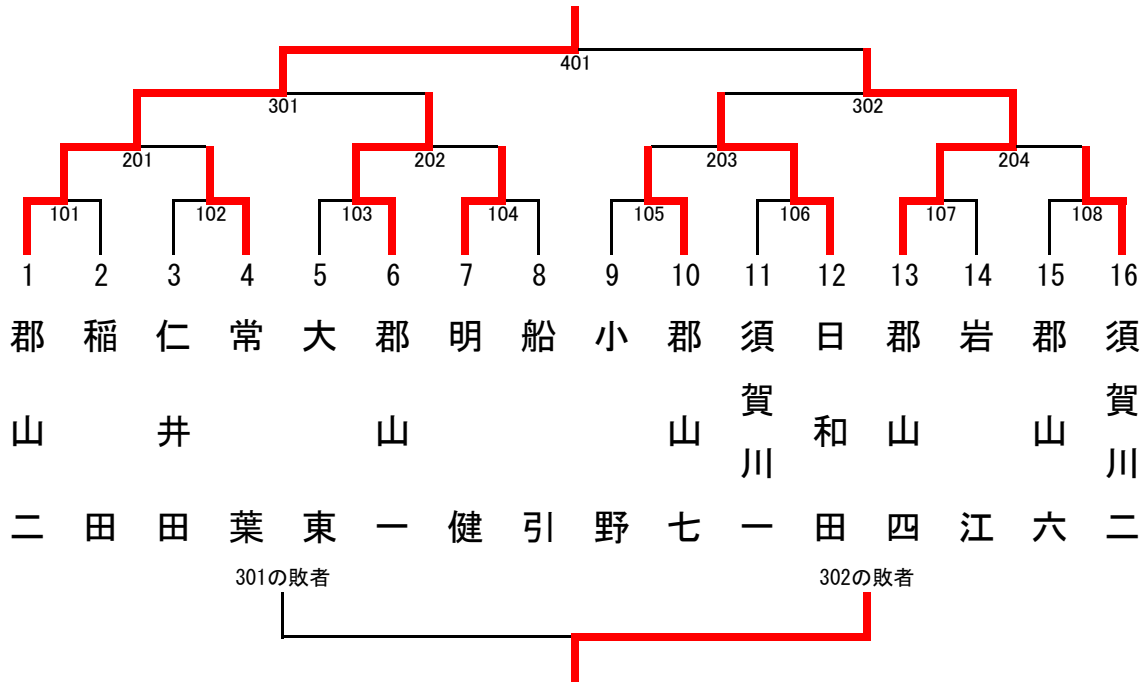 401
301 302
201 202 203 204
101 102 103 104 105 106 107 108
1 2 3 4 5 6 7 8 9 10 11 12 13 14 15 16
郡山二
稲田
仁井田
常葉
大東
郡山一
明健
船引
小野
郡山七
須賀川一
日和田
郡山四
岩江
郡山六
須賀川二
301の敗者 302の敗者